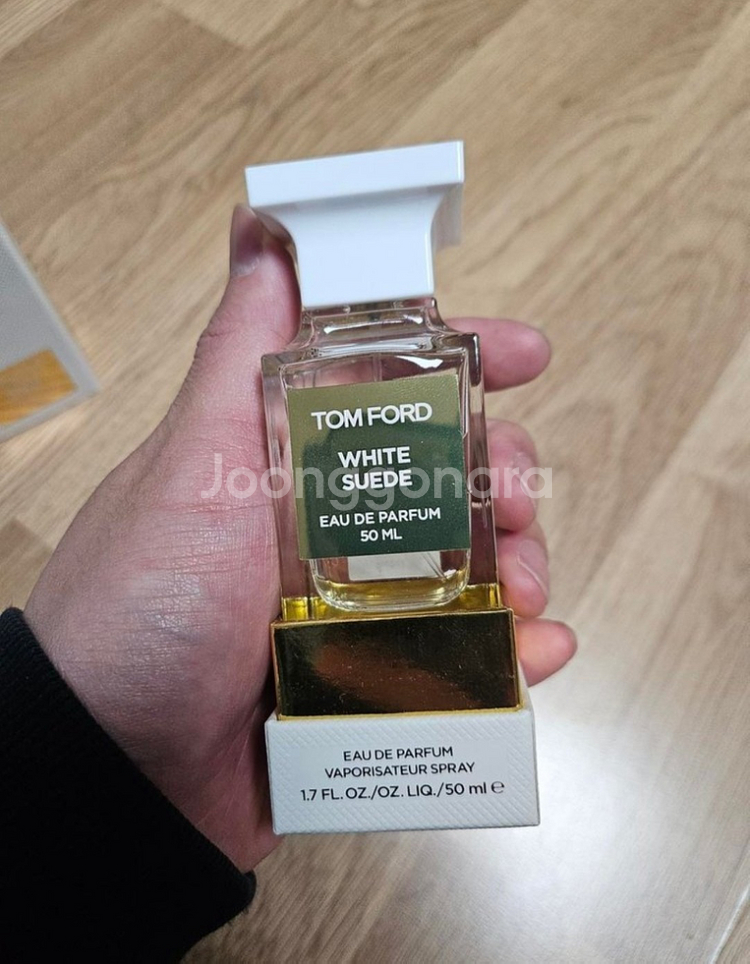 TOM FORD
WHITE
SUEDE
Joonggonara
EAU DE PARFUM
50 ML
EAU DE PARFUM
VAPORISATEUR SPRAY
1.7 FL. OZ./OZ. LIQ./50 ml ℮